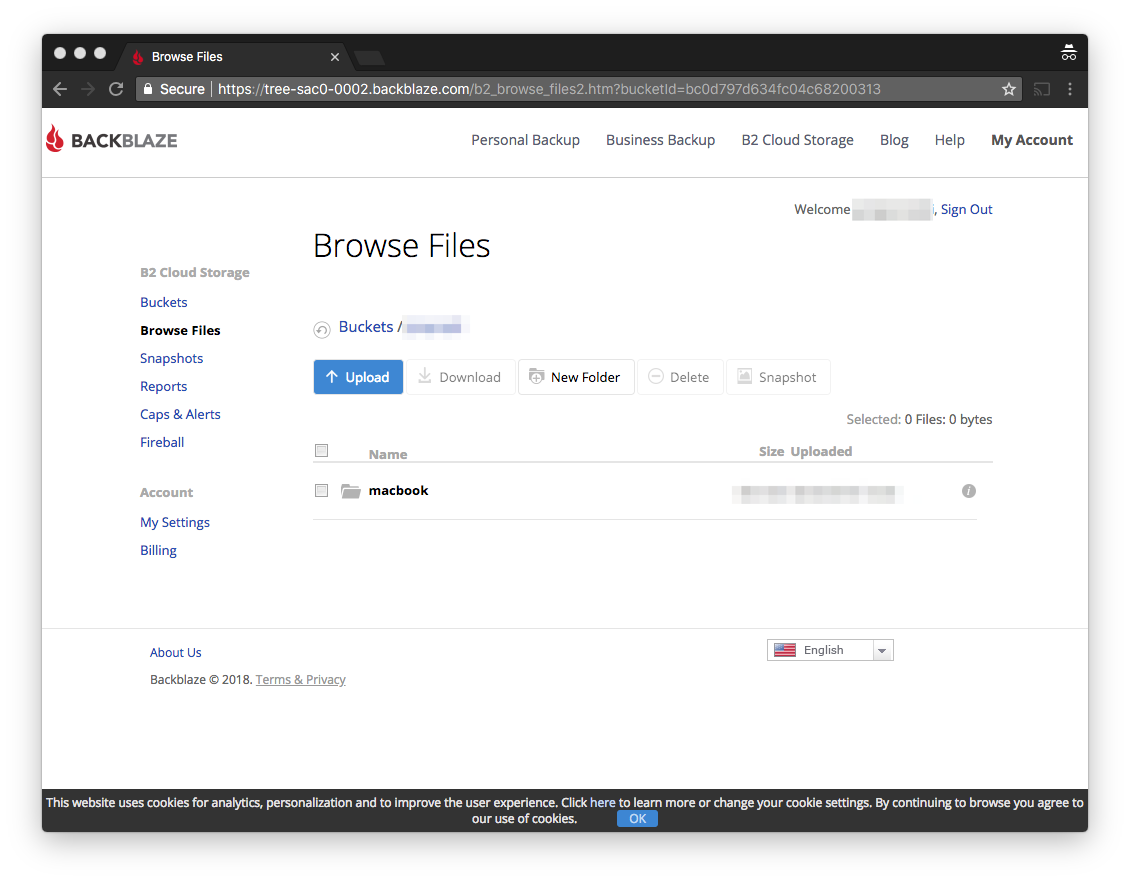 Browse Files
Secure https://tree-sac0-0002.backblaze.com/b2_browse_files2.htm?bucketId=bc0d797d634fc04c68200313
BACKBLAZE
Personal Backup Business Backup B2 Cloud Storage Blog Help My Account
Welcome , Sign Out
Browse Files
B2 Cloud Storage
Buckets
Browse Files
Snapshots
Reports
Caps & Alerts
Fireball
Account
My Settings
Billing
Buckets /
Upload Download New Folder Delete Snapshot
Selected: 0 Files: 0 bytes
Name Size Uploaded
macbook
About Us
English
Backblaze © 2018. Terms & Privacy
This website uses cookies for analytics, personalization and to improve the user experience. Click here to learn more or change your cookie settings. By continuing to browse you agree to
our use of cookies. OK